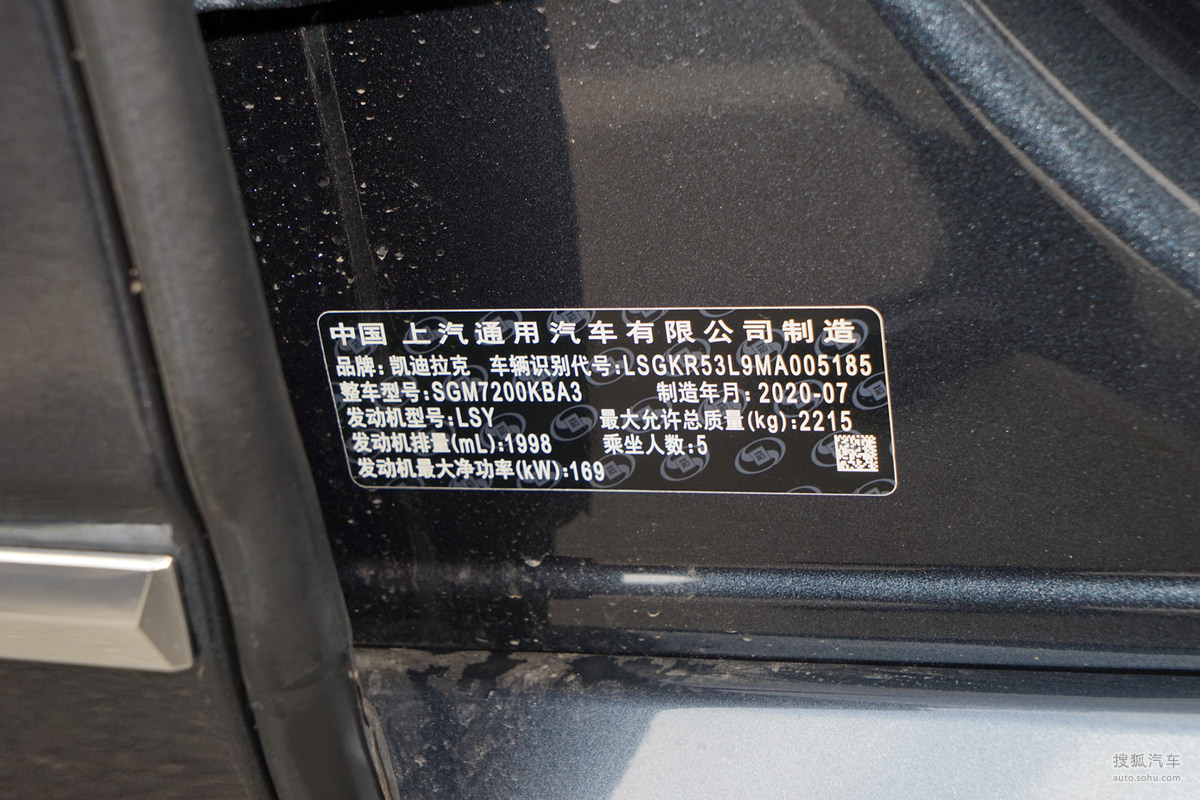 中国 上汽通用汽车有限公司制造
品牌:凯迪拉克 车辆识别代号:LSGKR53L9MA005185
整车型号:SGM7200KBA3 制造年月:2020-07
发动机型号:LSY 最大允许总质量(kg):2215
发动机排量(mL):1998 乘坐人数:5
发动机最大净功率(kW):169
搜狐汽车
auto.sohu.com